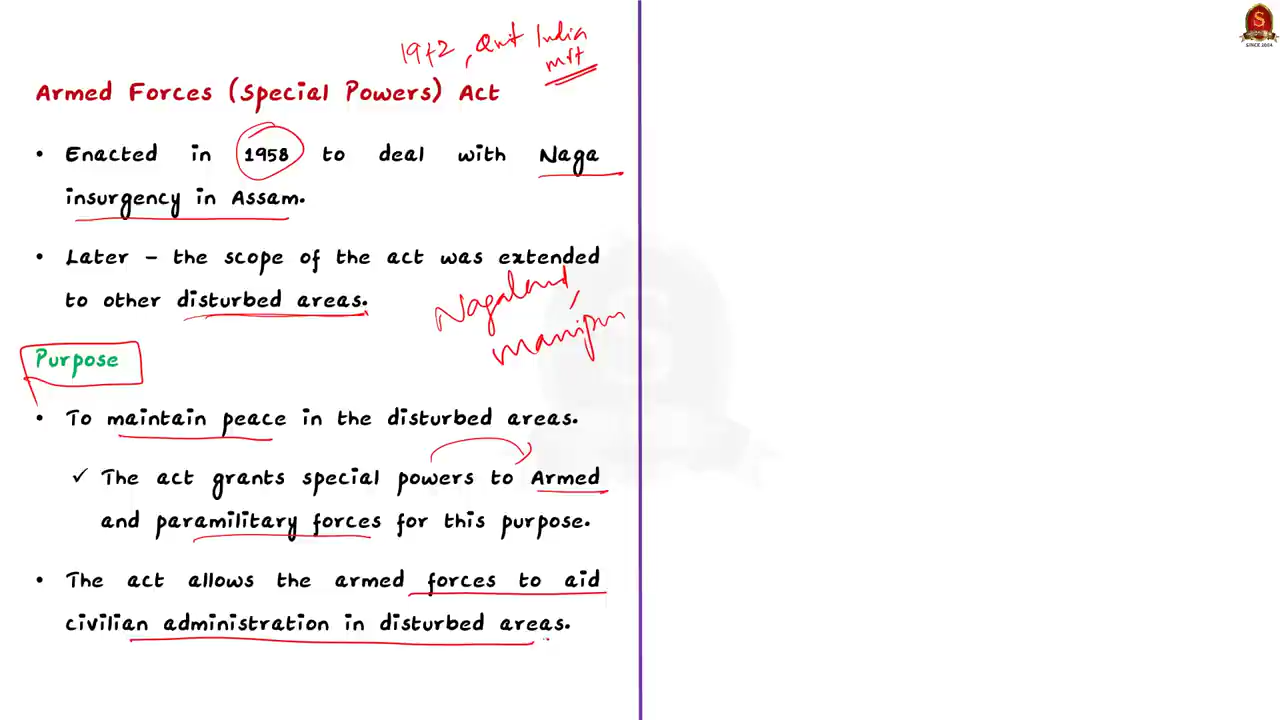 1942, Quit India
mvt
Armed Forces (Special Powers) Act
• Enacted in 1958 to deal with Naga
insurgency in Assam.
• Later – the scope of the act was extended
to other disturbed areas.
Nagaland,
Manipur
Purpose
• To maintain peace in the disturbed areas.
✓ The act grants special powers to Armed
and paramilitary forces for this purpose.
• The act allows the armed forces to aid
civilian administration in disturbed areas.
S
SINCE 2004